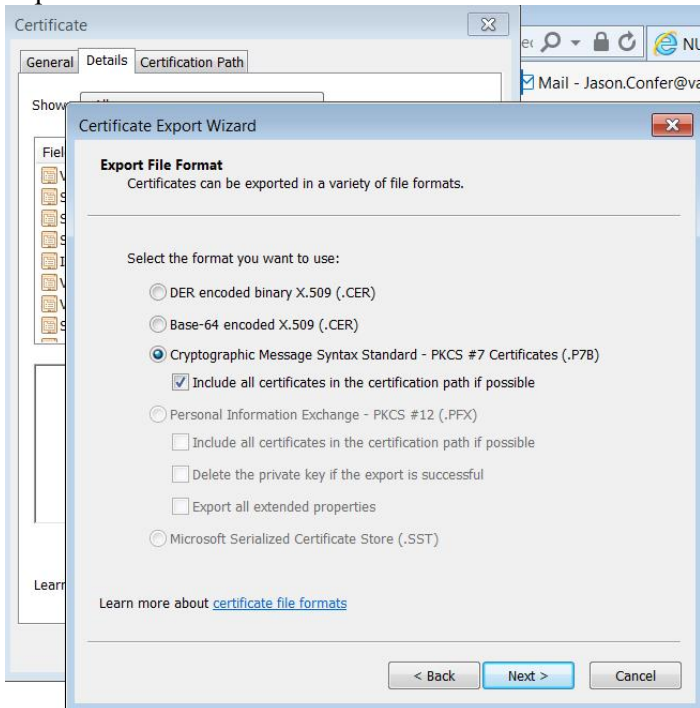 Certificate
General Details Certification Path
Show
Fiel
NU
Mail - Jason.Confer@va
Certificate Export Wizard
Export File Format
Certificates can be exported in a variety of file formats.
Select the format you want to use:
DER encoded binary X.509 (.CER)
Base-64 encoded X.509 (.CER)
Cryptographic Message Syntax Standard - PKCS #7 Certificates (.P7B)
Include all certificates in the certification path if possible
Personal Information Exchange - PKCS #12 (.PFX)
Include all certificates in the certification path if possible
Delete the private key if the export is successful
Export all extended properties
Microsoft Serialized Certificate Store (.SST)
Lear
Learn more about certificate file formats
< Back Next > Cancel